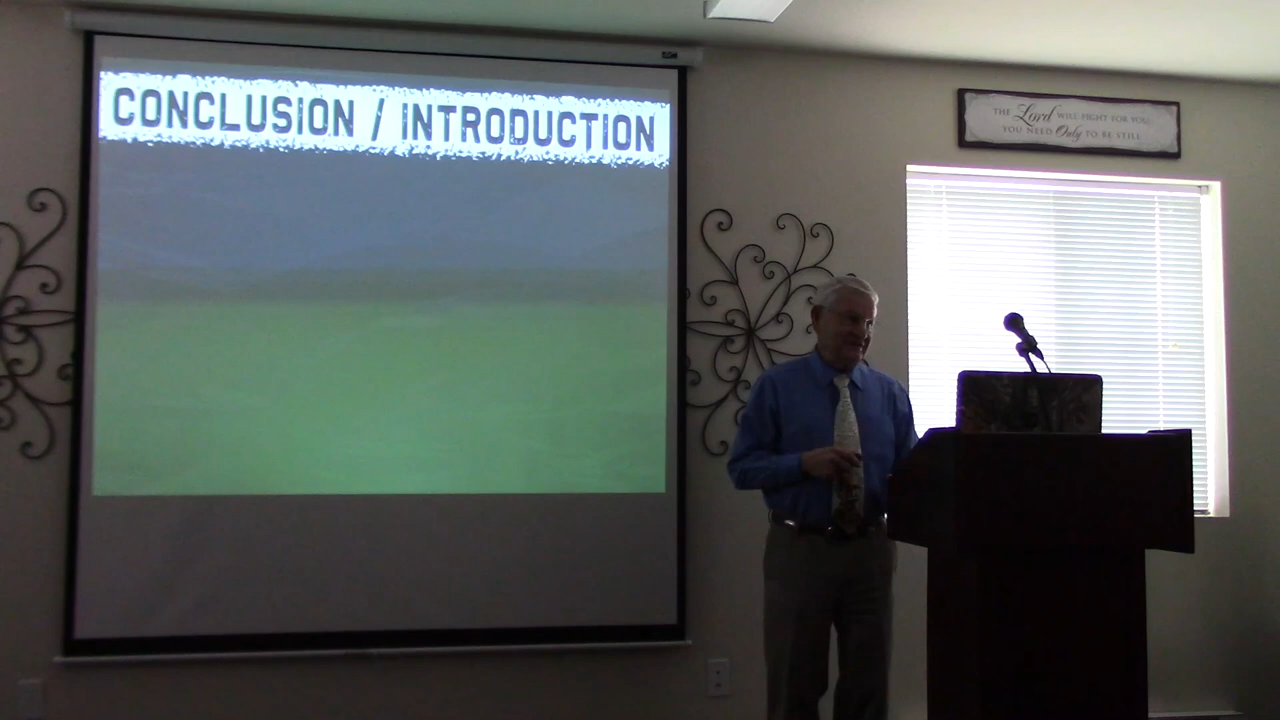 CONCLUSION / INTRODUCTION
THE Lord WILL FIGHT FOR YOU
YOU NEED Only TO BE STILL